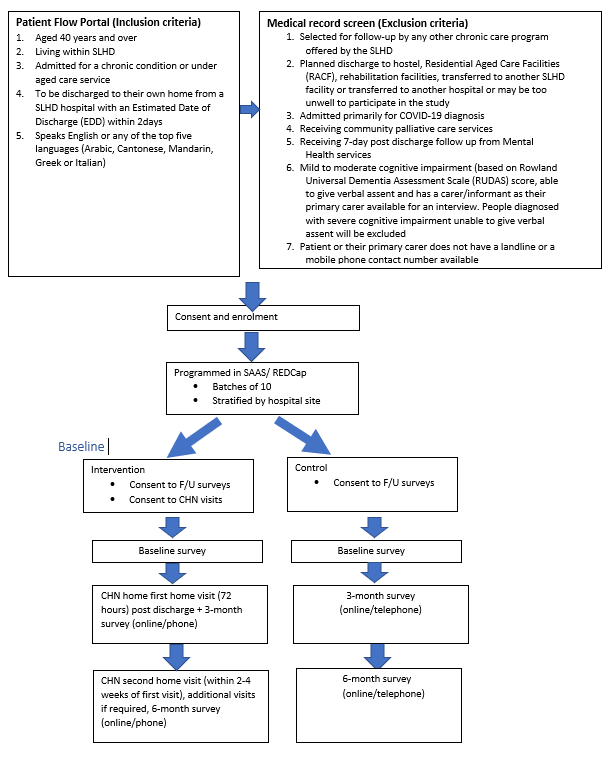 Patient Flow Portal (Inclusion criteria)
1. Aged 40 years and over
2. Living within SLHD
3. Admitted for a chronic condition or under
aged care service
4. To be discharged to their own home from a
SLHD hospital with an Estimated Date of
Discharge (EDD) within 2days
5. Speaks English or any of the top five
languages (Arabic, Cantonese, Mandarin,
Greek or Italian)
Medical record screen (Exclusion criteria)
1. Selected for follow-up by any other chronic care program
offered by the SLHD
2. Planned discharge to hostel, Residential Aged Care Facilities
(RACF), rehabilitation facilities, transferred to another SLHD
facility or transferred to another hospital or may be too
unwell to participate in the study
3. Admitted primarily for COVID-19 diagnosis
4. Receiving community palliative care services
5. Receiving 7-day post discharge follow up from Mental
Health services
6. Mild to moderate cognitive impairment (based on Rowland
Universal Dementia Assessment Scale (RUDAS) score, able
to give verbal assent and has a carer/informant as their
primary carer available for an interview. People diagnosed
with severe cognitive impairment unable to give verbal
assent will be excluded
7. Patient or their primary carer does not have a landline or a
mobile phone contact number available
Consent and enrolment
Programmed in SAAS/ REDCap
• Batches of 10
• Stratified by hospital site
Baseline
Intervention
• Consent to F/U surveys
• Consent to CHN visits
Control
• Consent to F/U surveys
Baseline survey
Baseline survey
CHN home first home visit (72
hours) post discharge + 3-month
survey (online/phone)
3-month survey
(online/telephone)
CHN second home visit (within 2-4
weeks of first visit), additional visits
if required, 6-month survey
(online/phone)
6-month survey
(online/telephone)